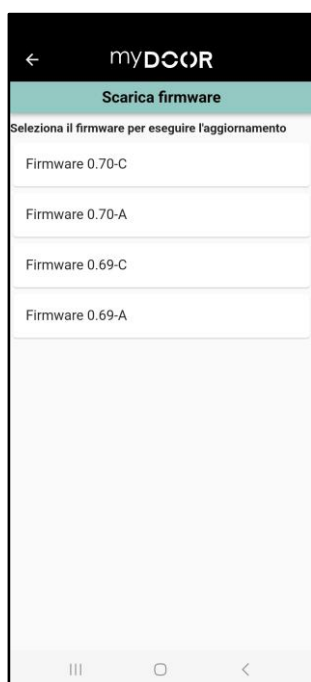 myDOOR
Scarica firmware
Seleziona il firmware per eseguire l'aggiornamento
Firmware 0.70-C
Firmware 0.70-A
Firmware 0.69-C
Firmware 0.69-A